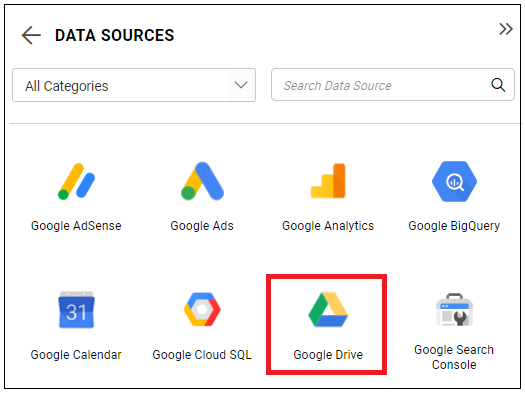 DATA SOURCES
All Categories
Search Data Source
Google AdSense
Google Ads
Google Analytics
Google BigQuery
31
Google Calendar
Google Cloud SQL
Google Drive
Google Search
Console